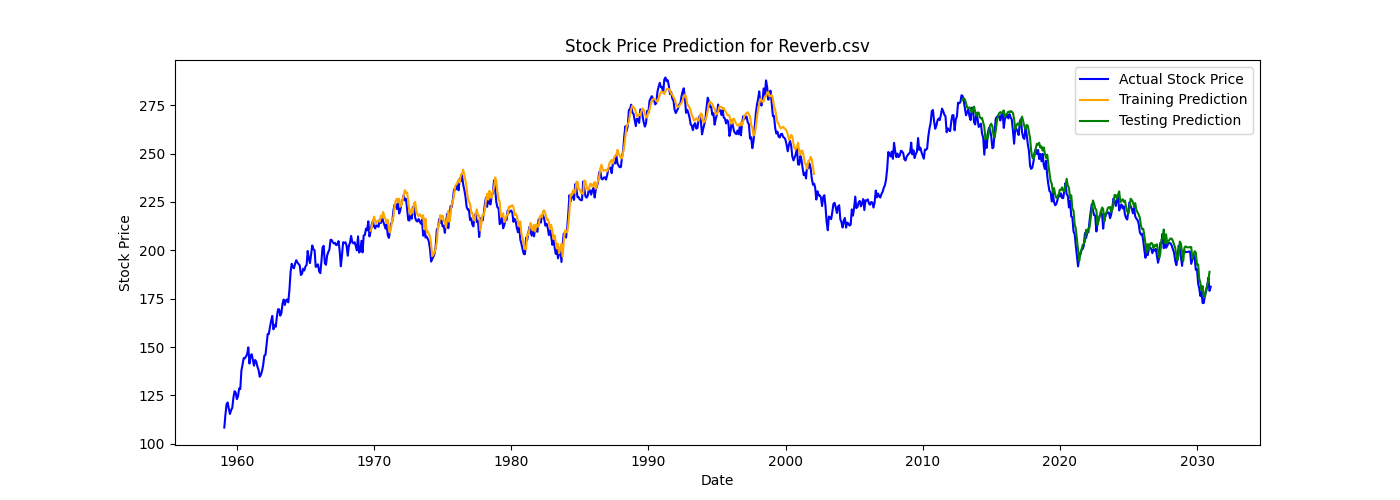 Stock Price Prediction for Reverb.csv
Actual Stock Price
Training Prediction
Testing Prediction
275
250
225
200
175
150
125
100
Stock Price
1960 1970 1980 1990 2000 2010 2020 2030
Date